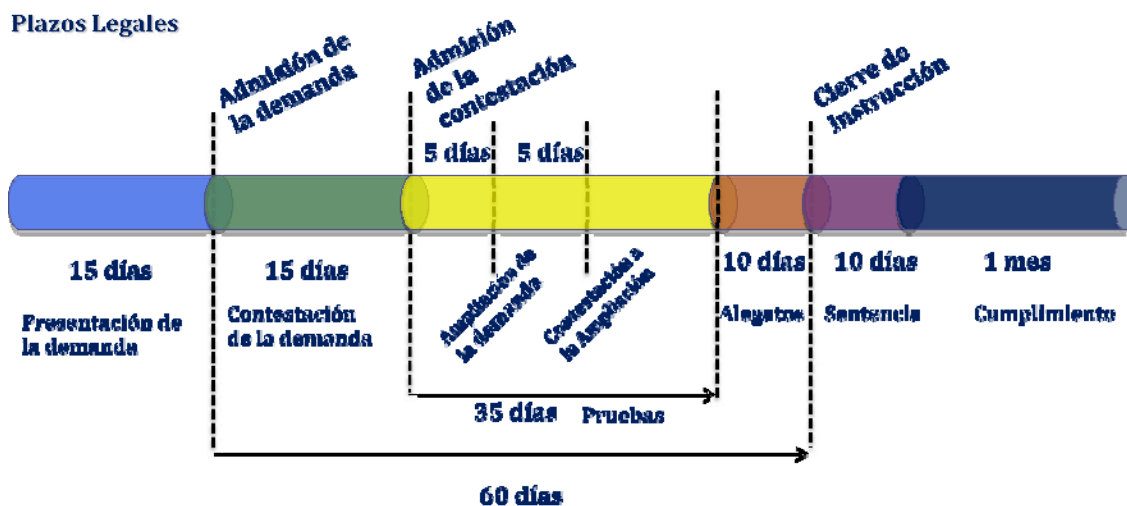 Plazos Legales
Admisión de
la demanda
Admisión
de la
contestación
Cierre de
Instrucción
5 días
5 días
15 días
15 días
10 días
10 días
1 mes
Presentación de
la demanda
Contestación
de la demanda
Ampliación de
la demanda
Contestación a
la Ampliación
Alegatos
Sentencia
Cumplimiento
35 días
Pruebas
60 días